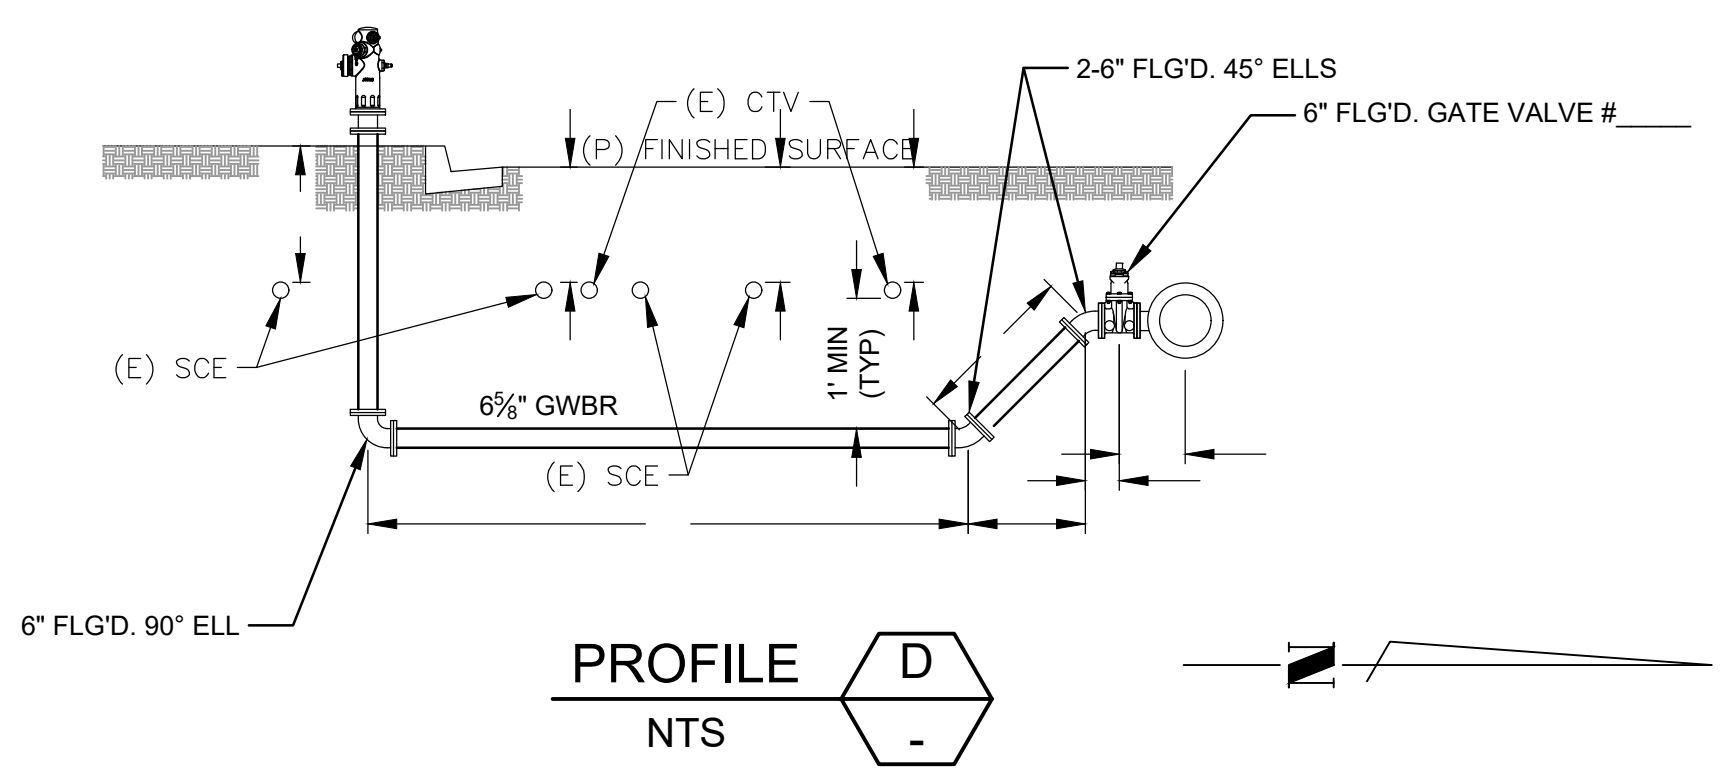 2-6" FLG'D. 45° ELLS
(E) CTV
6" FLG'D. GATE VALVE #_____
(P) FINISHED SURFACE
(E) SCE
1' MIN
(TYP)
6⅝" GWBR
(E) SCE
6" FLG'D. 90° ELL
PROFILE
D
NTS
-